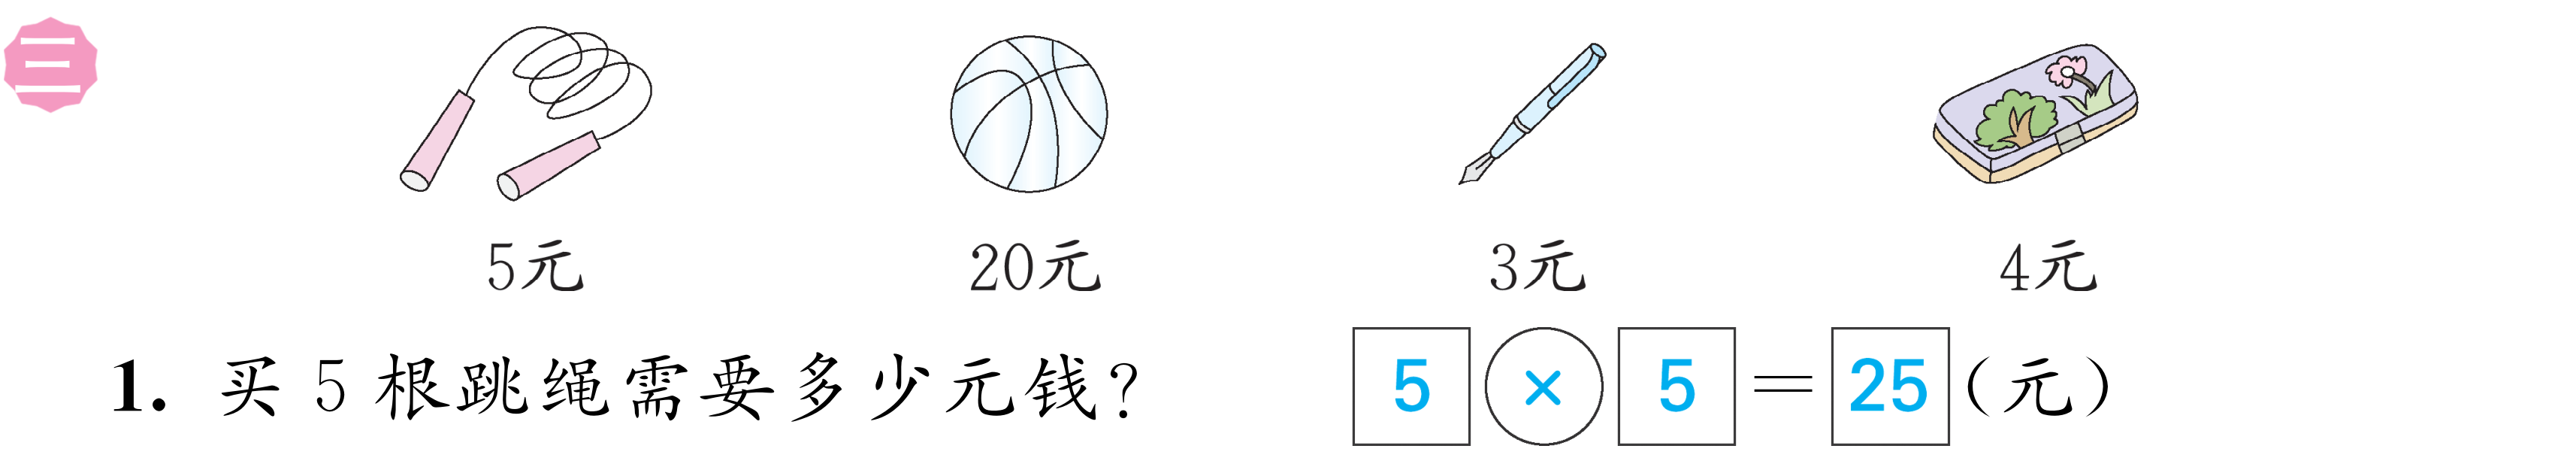 三
5元 20元 3元 4元
1. 买 5 根跳绳需要多少元钱? 5 × 5 = 25 (元)